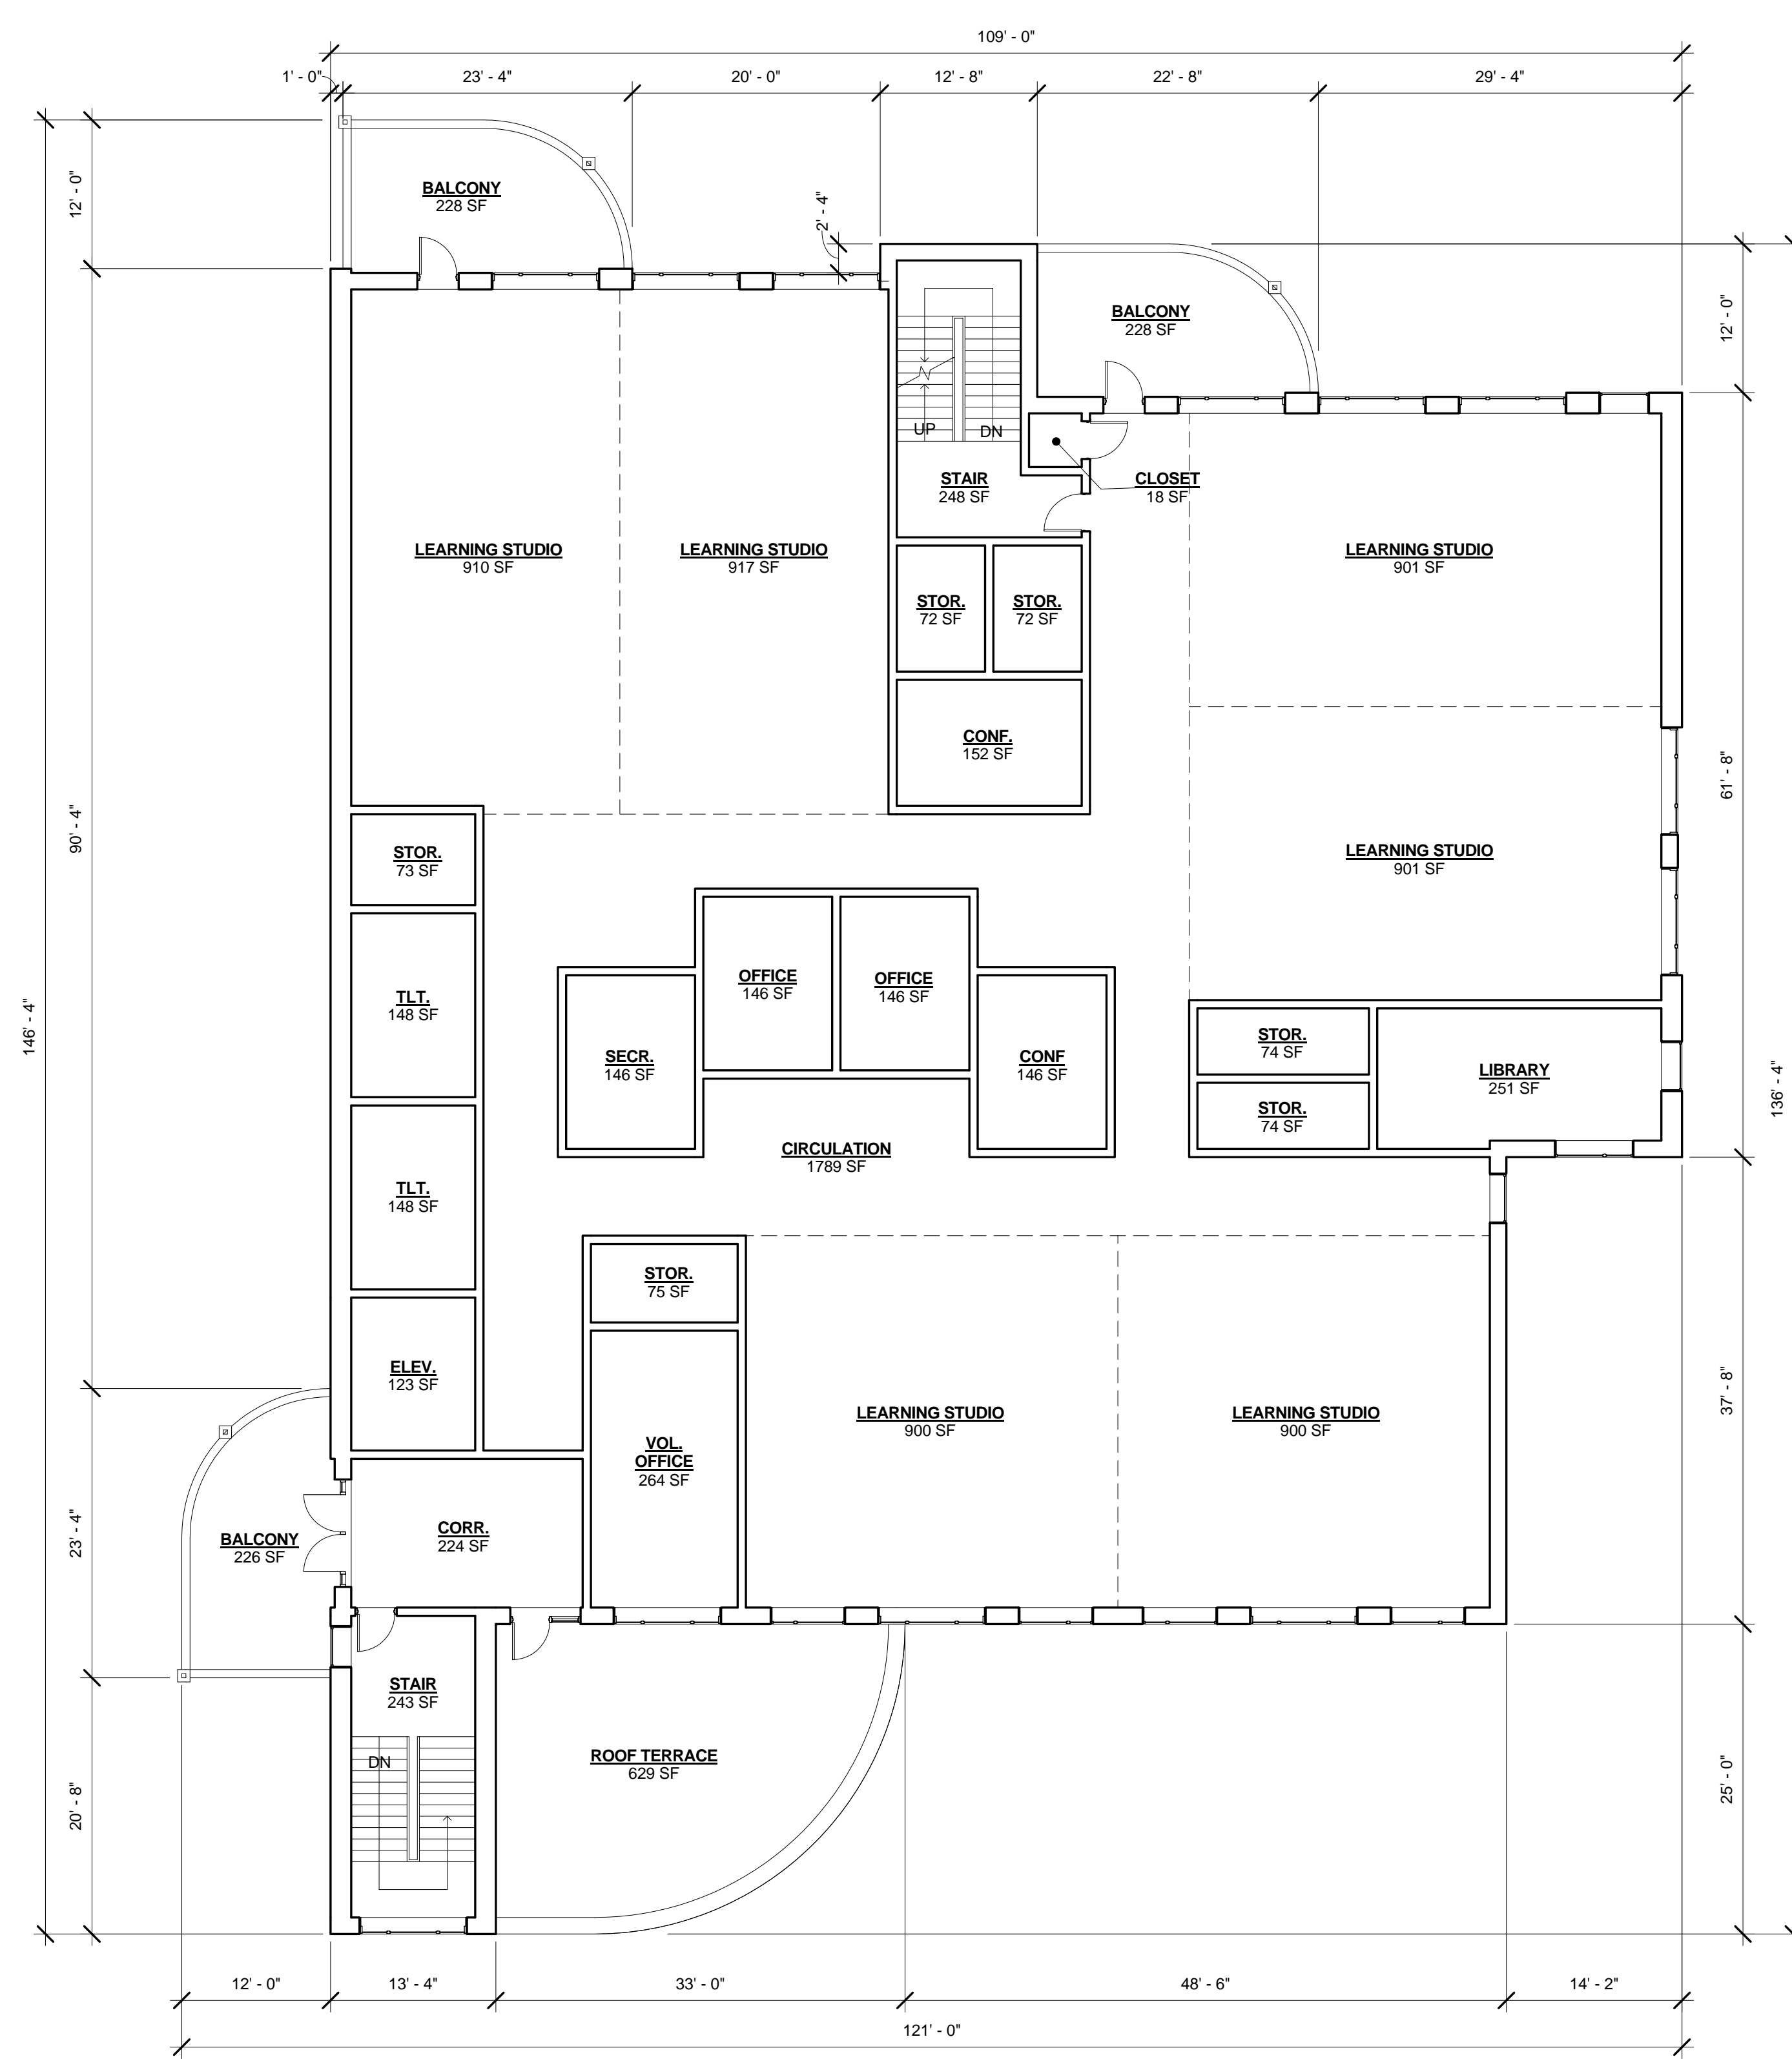 109' - 0"
1' - 0"
23' - 4"
20' - 0"
12' - 8"
22' - 8"
29' - 4"
12' - 0"
BALCONY
228 SF
2' - 4"
BALCONY
228 SF
12' - 0"
UP
DN
STAIR
248 SF
CLOSET
18 SF
LEARNING STUDIO
910 SF
LEARNING STUDIO
917 SF
LEARNING STUDIO
901 SF
STOR.
72 SF
STOR.
72 SF
CONF.
152 SF
61' - 8"
90' - 4"
STOR.
73 SF
LEARNING STUDIO
901 SF
146' - 4"
TLT.
148 SF
OFFICE
146 SF
OFFICE
146 SF
SECR.
146 SF
CONF
146 SF
STOR.
74 SF
LIBRARY
251 SF
STOR.
74 SF
136' - 4"
CIRCULATION
1789 SF
TLT.
148 SF
STOR.
75 SF
ELEV.
123 SF
LEARNING STUDIO
900 SF
LEARNING STUDIO
900 SF
37' - 8"
VOL.
OFFICE
264 SF
23' - 4"
BALCONY
226 SF
CORR.
224 SF
STAIR
243 SF
DN
ROOF TERRACE
629 SF
20' - 8"
25' - 0"
12' - 0"
13' - 4"
33' - 0"
48' - 6"
14' - 2"
121' - 0"